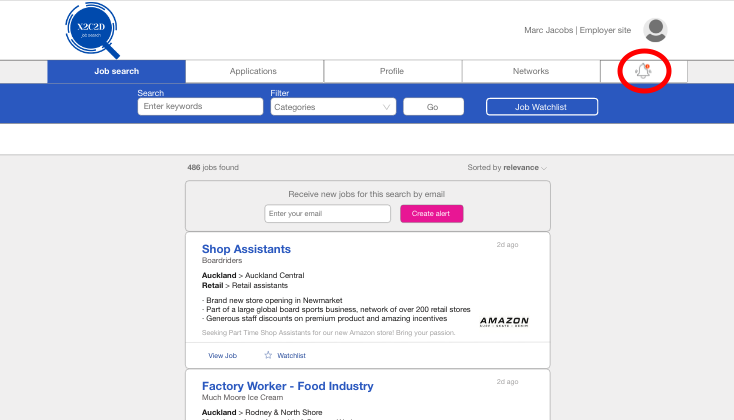 X2C2D
job search
Marc Jacobs | Employer site
Job search
Applications
Profile
Networks
Search
Filter
Enter keywords
Categories
Go
Job Watchlist
486 jobs found
Sorted by relevance
Receive new jobs for this search by email
Enter your email
Create alert
Shop Assistants
2d ago
Boardriders
Auckland > Auckland Central
Retail > Retail assistants
· Brand new store opening in Newmarket
· Part of a large global board sports business, network of over 200 retail stores
· Generous staff discounts on premium product and amazing incentives
AMAZON
SURF · SKATE · DENIM
Seeking Part Time Shop Assistants for our new Amazon store! Bring your passion.
View Job
Watchlist
Factory Worker - Food Industry
2d ago
Much Moore Ice Cream
Auckland > Rodney & North Shore